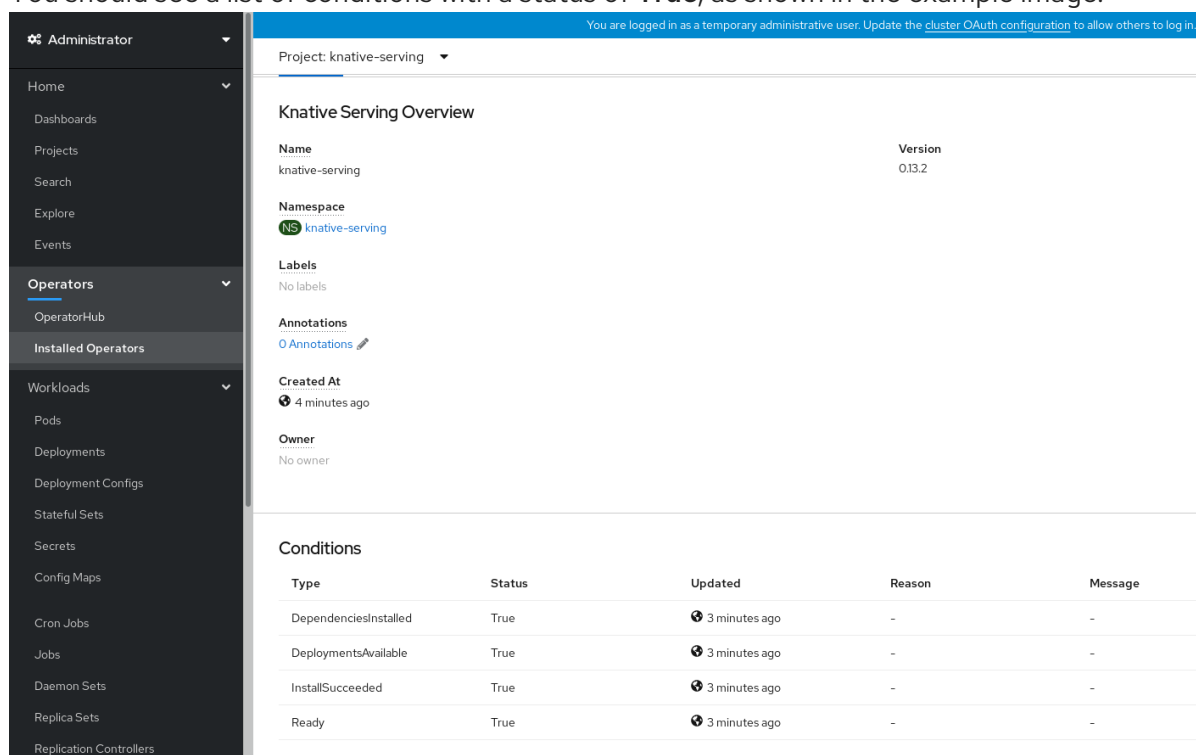 You should see a list of conditions with a status of True, as shown in the example image.
You are logged in as a temporary administrative user. Update the cluster OAuth configuration to allow others to log in.
Administrator
Home
Dashboards
Projects
Search
Explore
Events
Operators
OperatorHub
Installed Operators
Workloads
Pods
Deployments
Deployment Configs
Stateful Sets
Secrets
Config Maps
Cron Jobs
Jobs
Daemon Sets
Replica Sets
Replication Controllers
Project: knative-serving
Knative Serving Overview
Name
knative-serving
Version
0.13.2
Namespace
NS knative-serving
Labels
No labels
Annotations
0 Annotations
Created At
4 minutes ago
Owner
No owner
Conditions
Type Status Updated Reason Message
DependenciesInstalled True 3 minutes ago - -
DeploymentsAvailable True 3 minutes ago - -
InstallSucceeded True 3 minutes ago - -
Ready True 3 minutes ago - -